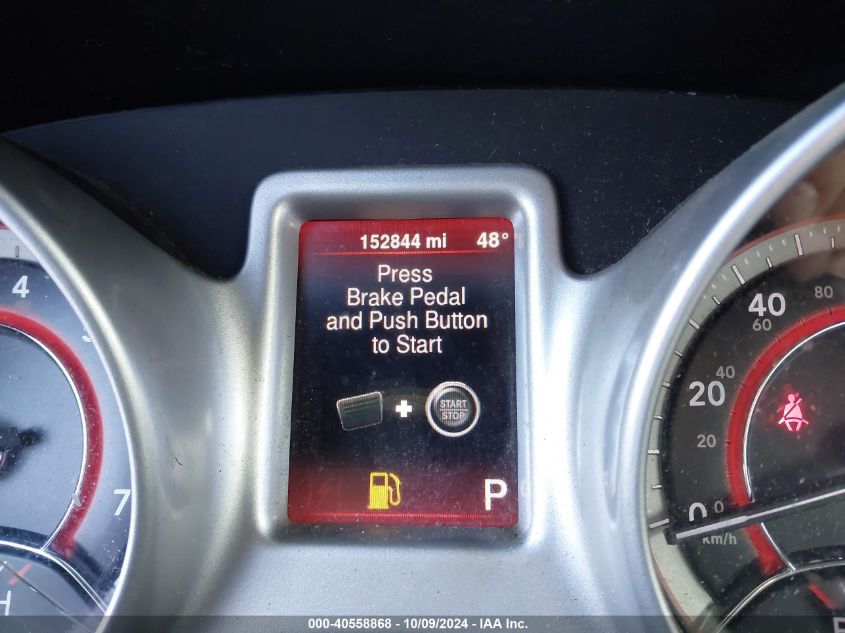 152844 mi 48°
Press
Brake Pedal
and Push Button
to Start
START
STOP
P
4
7
H
40
80
60
40
20
20
0
0
km/h
000-40558868 - 10/09/2024 - IAA Inc.